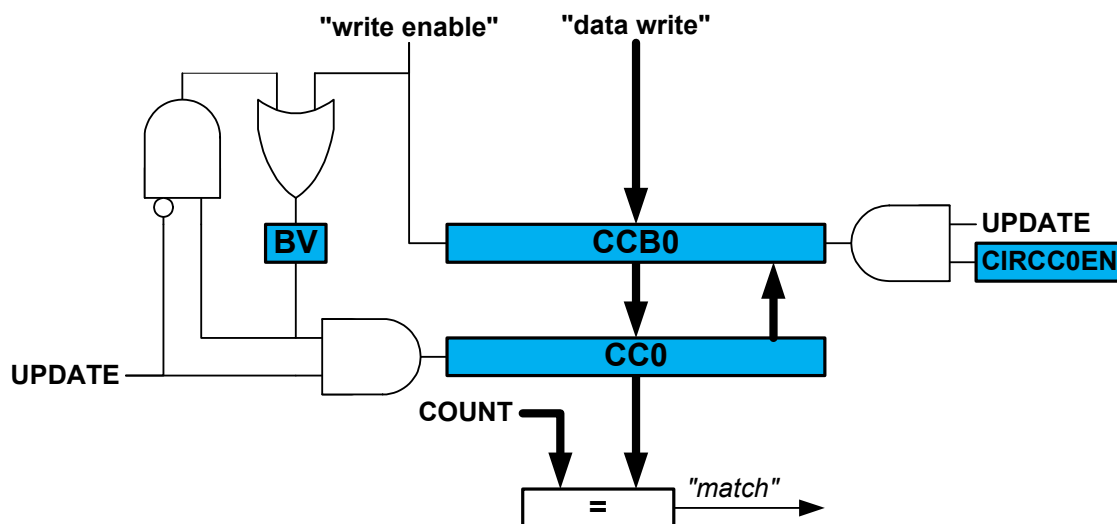 "write enable"
"data write"
BV
CCB0
UPDATE
CIRCC0EN
UPDATE
CC0
COUNT
=
"match"